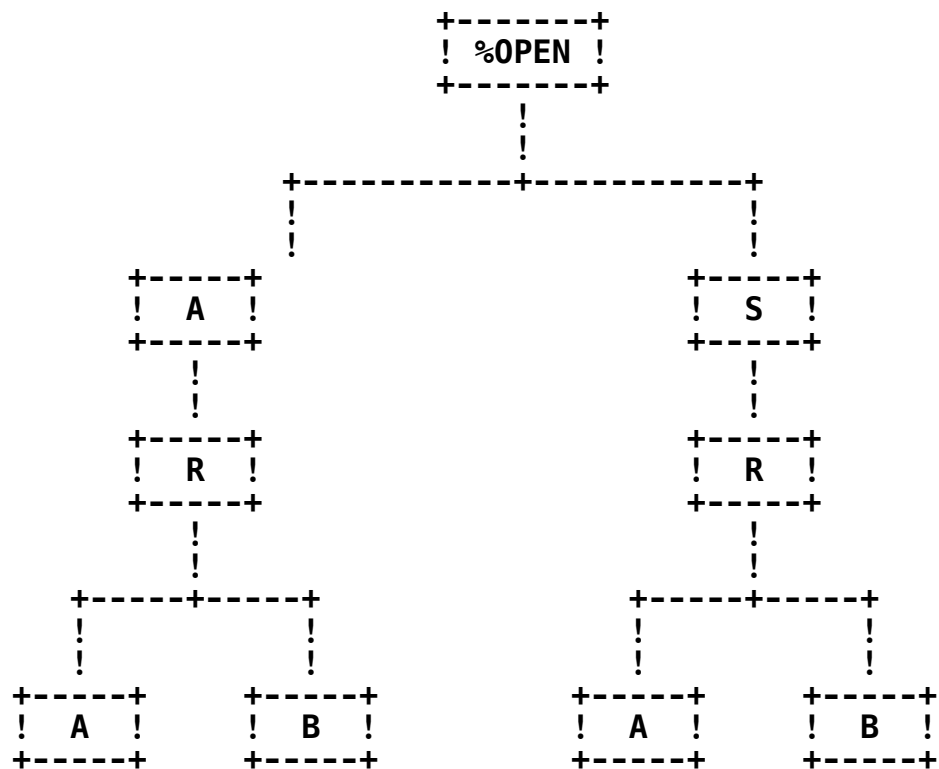 +-------+
! %OPEN !
+-------+
!
!
+-----------+-----------+
! !
! !
+-----+ +-----+
! A ! ! S !
+-----+ +-----+
! !
! !
+-----+ +-----+
! R ! ! R !
+-----+ +-----+
! !
! !
+-----+-----+ +-----+-----+
! ! ! !
! ! ! !
+-----+ +-----+ +-----+ +-----+
! A ! ! B ! ! A ! ! B !
+-----+ +-----+ +-----+ +-----+